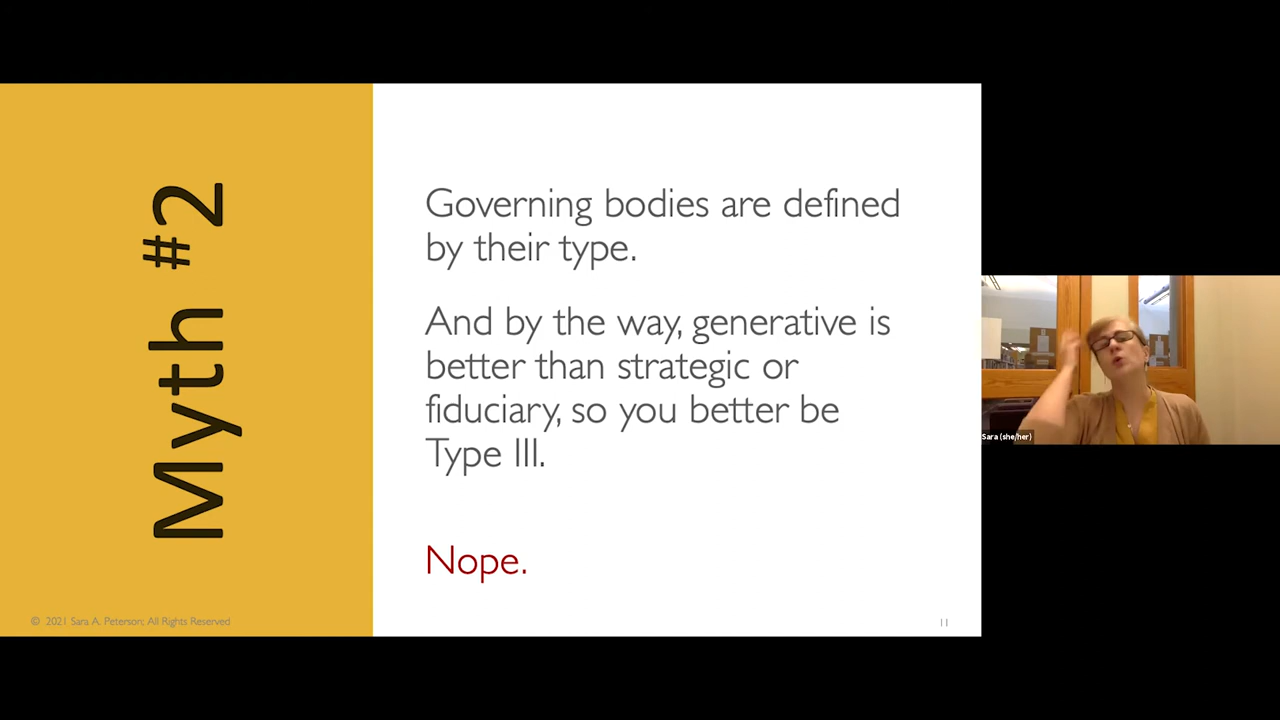 Myth #2
Governing bodies are defined
by their type.
And by the way, generative is
better than strategic or
fiduciary, so you better be
Type III.
Nope.
© 2021 Sara A. Peterson; All Rights Reserved
11
Sara (she/her)